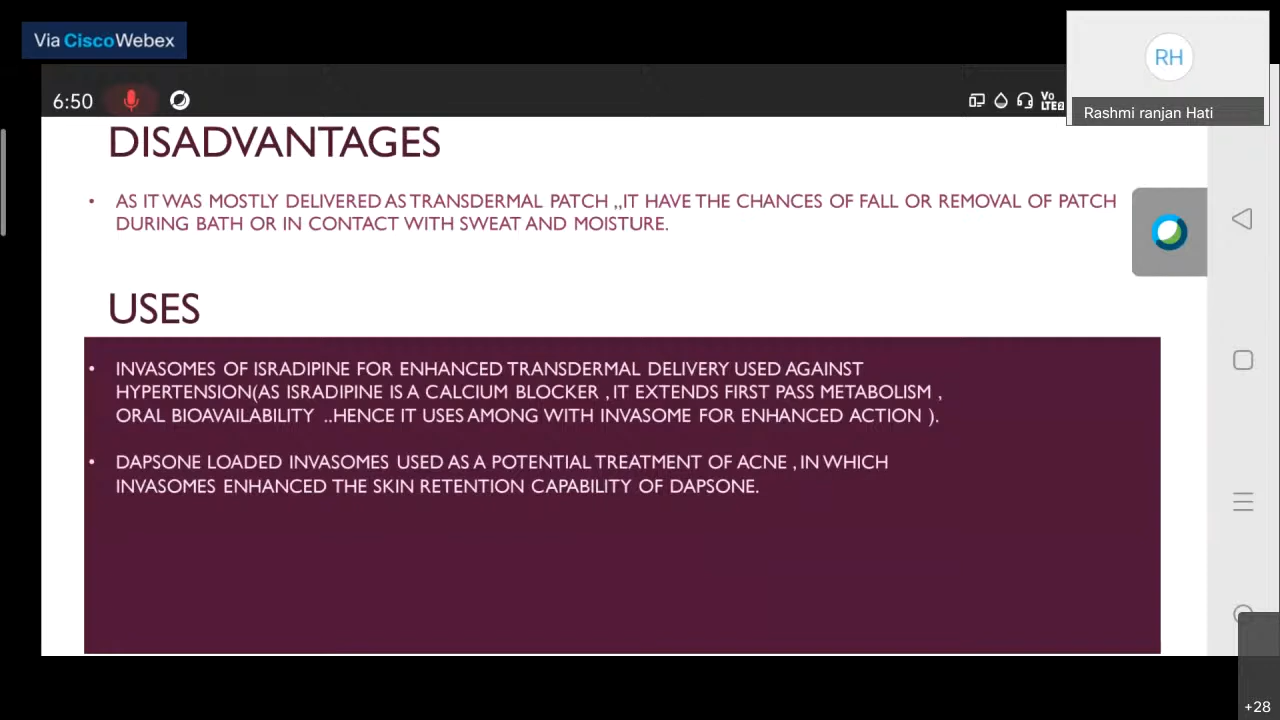 Via CiscoWebex
RH
Rashmi ranjan Hati
6:50
Vo
LTE2
DISADVANTAGES
• AS IT WAS MOSTLY DELIVERED AS TRANSDERMAL PATCH ,,IT HAVE THE CHANCES OF FALL OR REMOVAL OF PATCH
DURING BATH OR IN CONTACT WITH SWEAT AND MOISTURE.
USES
• INVASOMES OF ISRADIPINE FOR ENHANCED TRANSDERMAL DELIVERY USED AGAINST
HYPERTENSION(AS ISRADIPINE IS A CALCIUM BLOCKER , IT EXTENDS FIRST PASS METABOLISM ,
ORAL BIOAVAILABILITY ..HENCE IT USES AMONG WITH INVASOME FOR ENHANCED ACTION ).
• DAPSONE LOADED INVASOMES USED AS A POTENTIAL TREATMENT OF ACNE , IN WHICH
INVASOMES ENHANCED THE SKIN RETENTION CAPABILITY OF DAPSONE.
+28